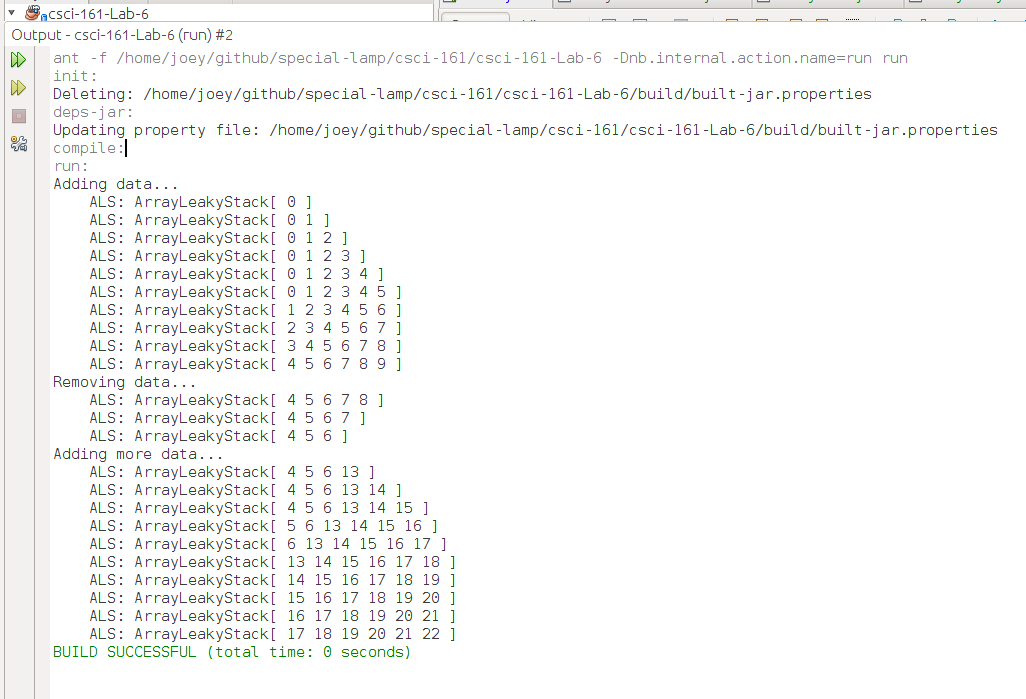 csci-161-Lab-6
Output - csci-161-Lab-6 (run) #2
ant -f /home/joey/github/special-lamp/csci-161/csci-161-Lab-6 -Dnb.internal.action.name=run run
init:
Deleting: /home/joey/github/special-lamp/csci-161/csci-161-Lab-6/build/built-jar.properties
deps-jar:
Updating property file: /home/joey/github/special-lamp/csci-161/csci-161-Lab-6/build/built-jar.properties
compile:
run:
Adding data...
    ALS: ArrayLeakyStack[ 0 ]
    ALS: ArrayLeakyStack[ 0 1 ]
    ALS: ArrayLeakyStack[ 0 1 2 ]
    ALS: ArrayLeakyStack[ 0 1 2 3 ]
    ALS: ArrayLeakyStack[ 0 1 2 3 4 ]
    ALS: ArrayLeakyStack[ 0 1 2 3 4 5 ]
    ALS: ArrayLeakyStack[ 1 2 3 4 5 6 ]
    ALS: ArrayLeakyStack[ 2 3 4 5 6 7 ]
    ALS: ArrayLeakyStack[ 3 4 5 6 7 8 ]
    ALS: ArrayLeakyStack[ 4 5 6 7 8 9 ]
Removing data...
    ALS: ArrayLeakyStack[ 4 5 6 7 8 ]
    ALS: ArrayLeakyStack[ 4 5 6 7 ]
    ALS: ArrayLeakyStack[ 4 5 6 ]
Adding more data...
    ALS: ArrayLeakyStack[ 4 5 6 13 ]
    ALS: ArrayLeakyStack[ 4 5 6 13 14 ]
    ALS: ArrayLeakyStack[ 4 5 6 13 14 15 ]
    ALS: ArrayLeakyStack[ 5 6 13 14 15 16 ]
    ALS: ArrayLeakyStack[ 6 13 14 15 16 17 ]
    ALS: ArrayLeakyStack[ 13 14 15 16 17 18 ]
    ALS: ArrayLeakyStack[ 14 15 16 17 18 19 ]
    ALS: ArrayLeakyStack[ 15 16 17 18 19 20 ]
    ALS: ArrayLeakyStack[ 16 17 18 19 20 21 ]
    ALS: ArrayLeakyStack[ 17 18 19 20 21 22 ]
BUILD SUCCESSFUL (total time: 0 seconds)